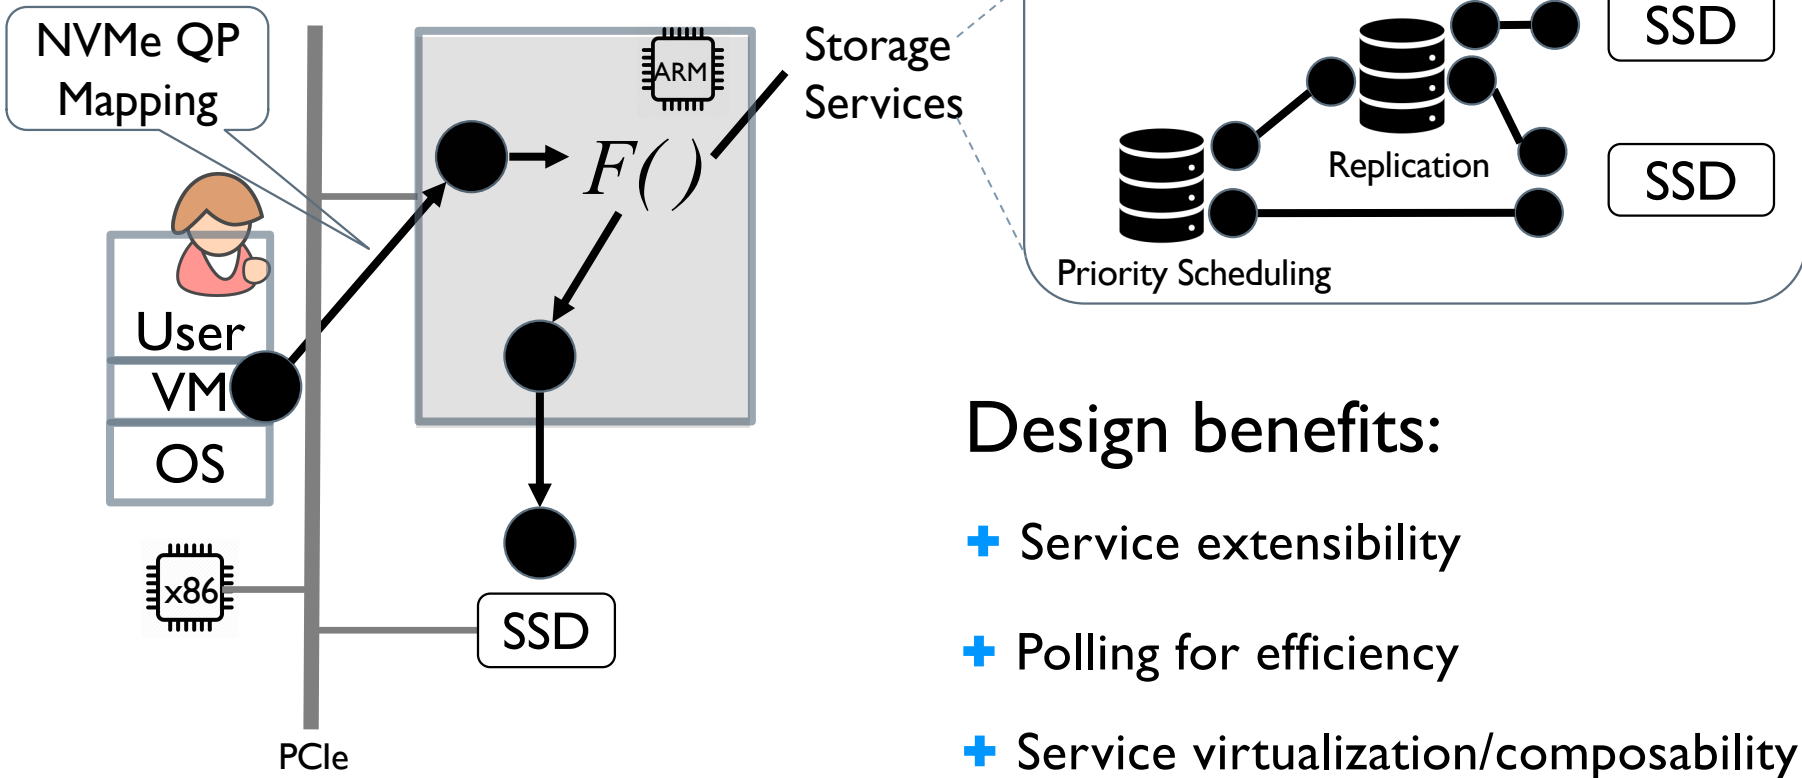 NVMe QP
Mapping
ARM
F( )
Storage
Services
SSD
Replication
SSD
Priority Scheduling
User
VM
OS
x86
SSD
PCIe
Design benefits:
+ Service extensibility
+ Polling for efficiency
+ Service virtualization/composability